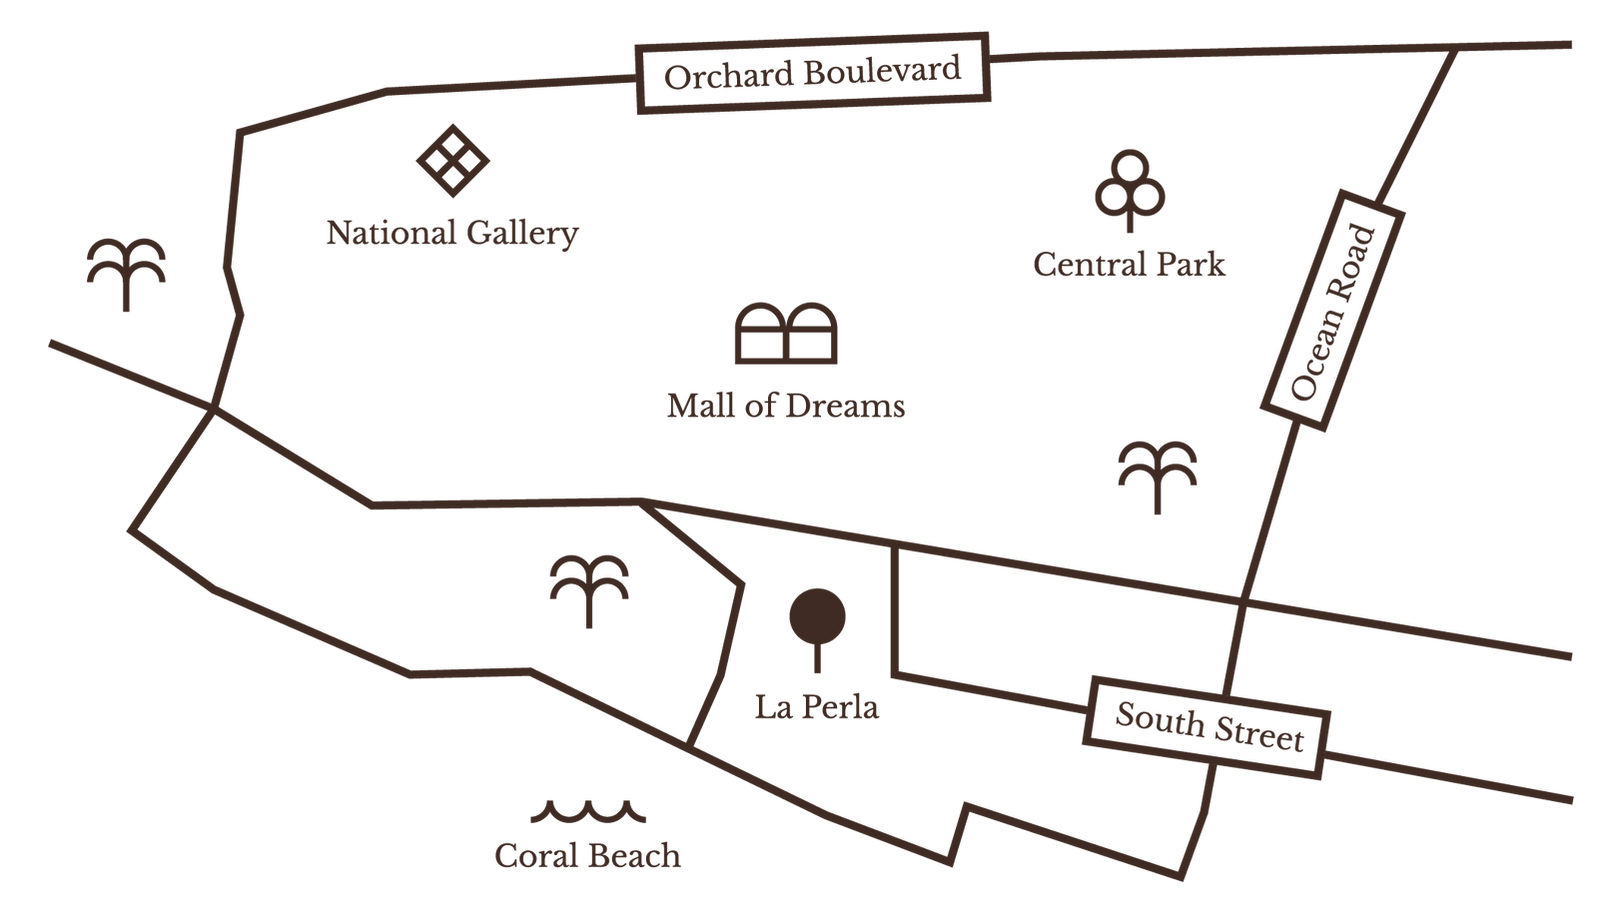 Orchard Boulevard
National Gallery
Central Park
Ocean Road
Mall of Dreams
La Perla
South Street
Coral Beach